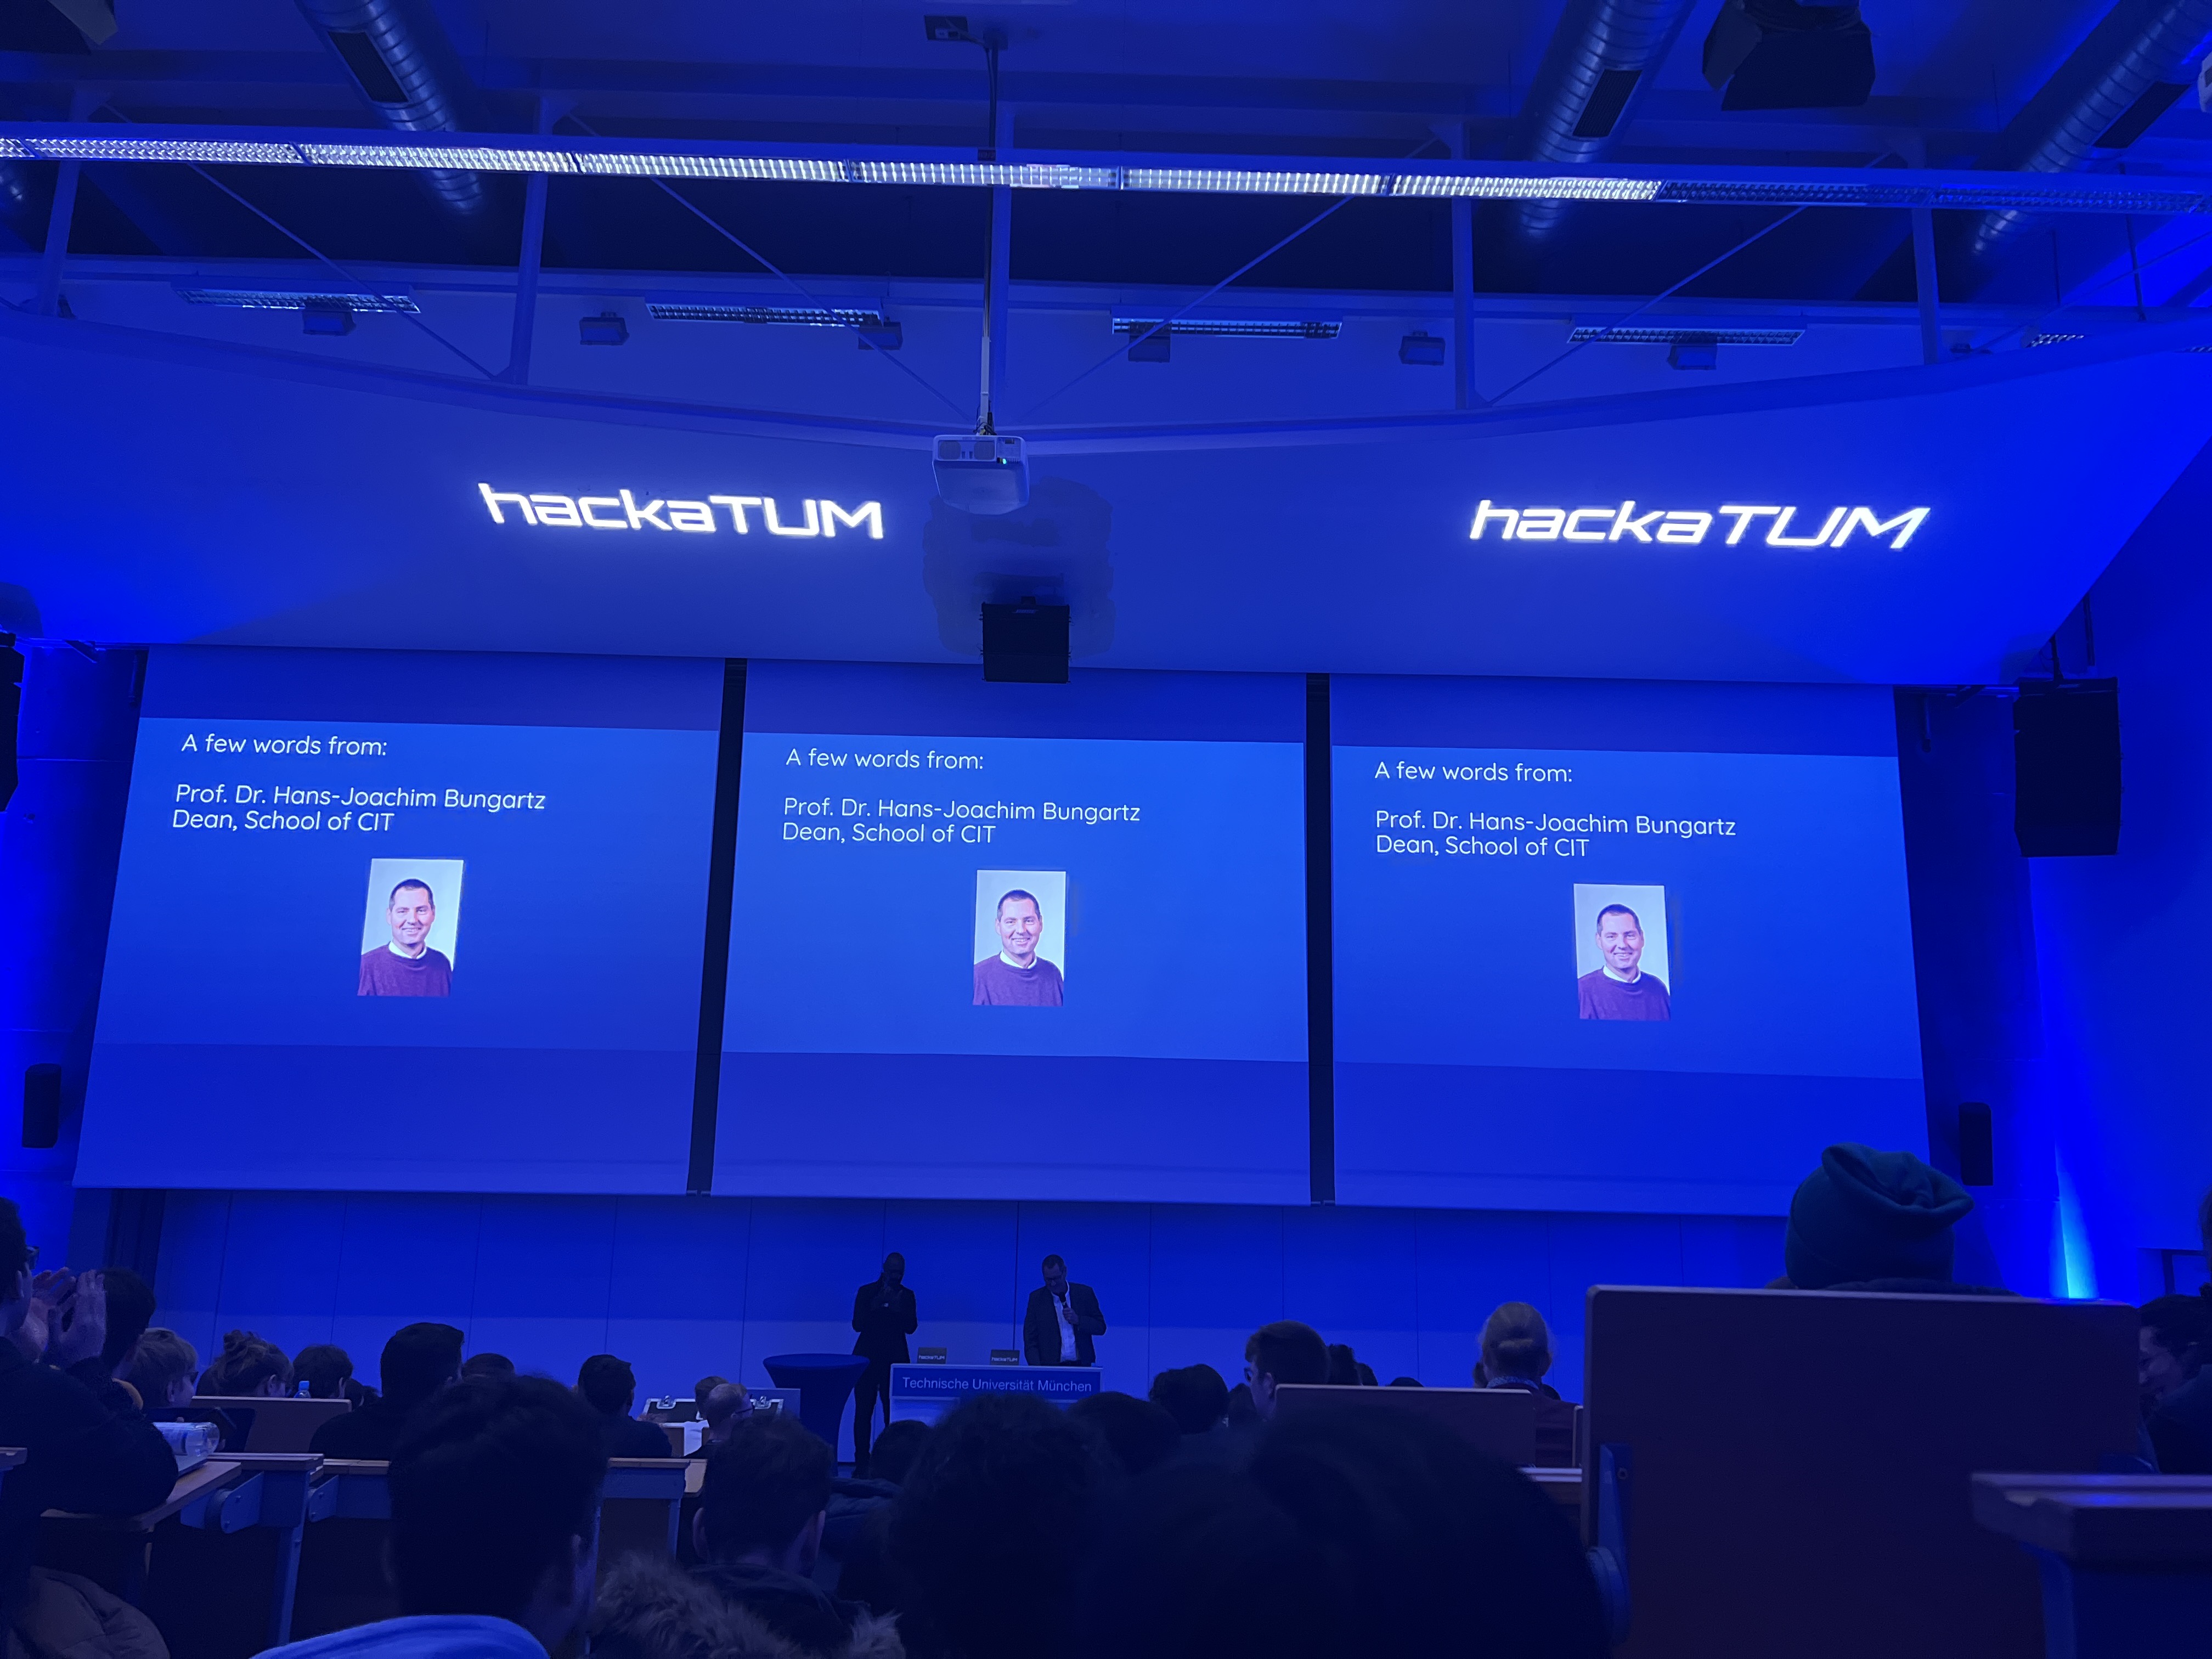 hackaTUM
hackaTUM
A few words from:
Prof. Dr. Hans-Joachim Bungartz
Dean, School of CIT
A few words from:
Prof. Dr. Hans-Joachim Bungartz
Dean, School of CIT
A few words from:
Prof. Dr. Hans-Joachim Bungartz
Dean, School of CIT
hackaTUM
hackaTUM
Technische Universität München